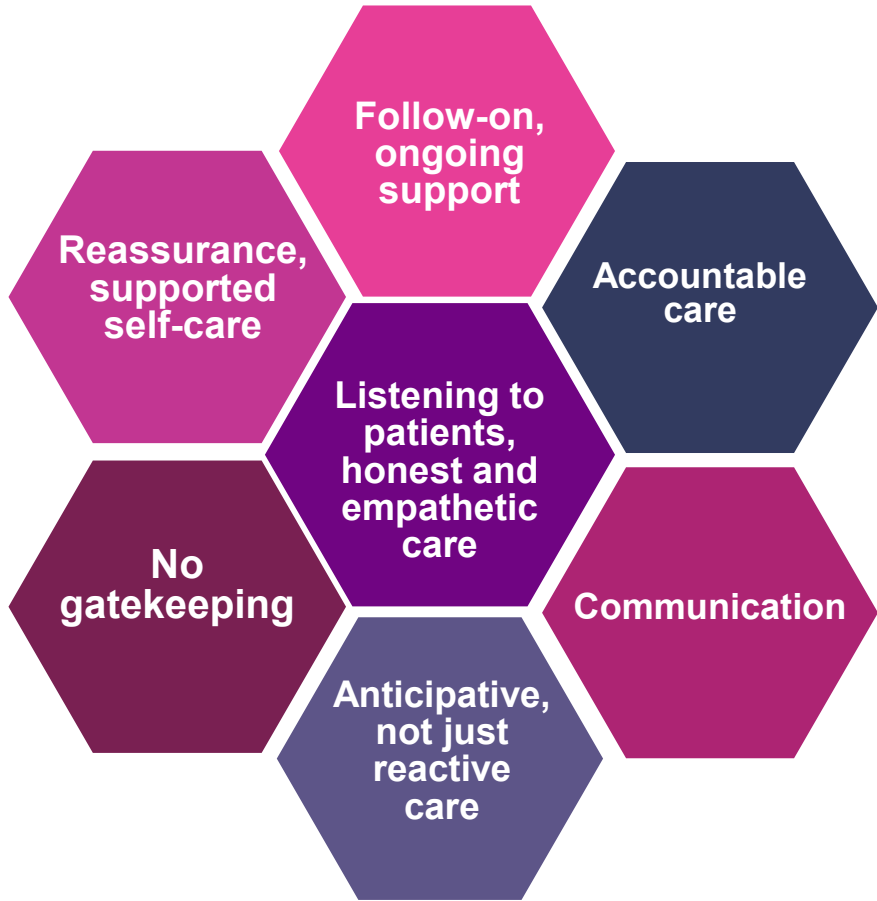 Follow-on,
ongoing
support
Reassurance,
supported
self-care
Accountable
care
Listening to
patients,
honest and
empathetic
care
No
gatekeeping
Communication
Anticipative,
not just
reactive
care